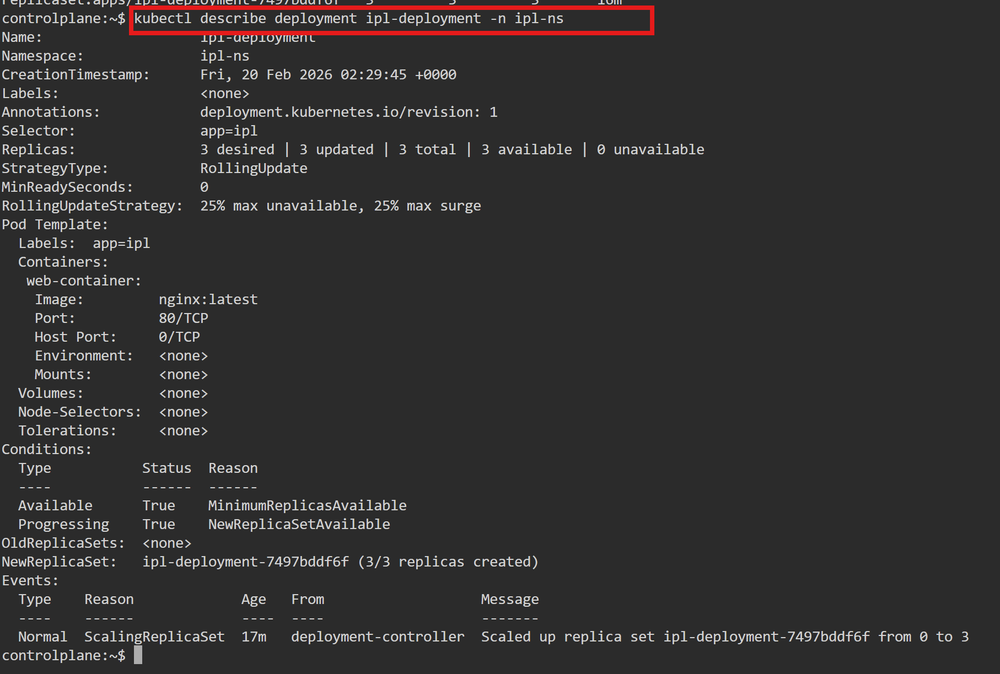 replicaset.apps/ipl-deployment-7497bddf6f   3         3         3       16m
controlplane:~$ kubectl describe deployment ipl-deployment -n ipl-ns
Name:                   ipl-deployment
Namespace:              ipl-ns
CreationTimestamp:      Fri, 20 Feb 2026 02:29:45 +0000
Labels:                 <none>
Annotations:            deployment.kubernetes.io/revision: 1
Selector:               app=ipl
Replicas:               3 desired | 3 updated | 3 total | 3 available | 0 unavailable
StrategyType:           RollingUpdate
MinReadySeconds:        0
RollingUpdateStrategy:  25% max unavailable, 25% max surge
Pod Template:
  Labels:  app=ipl
  Containers:
   web-container:
    Image:         nginx:latest
    Port:          80/TCP
    Host Port:     0/TCP
    Environment:   <none>
    Mounts:        <none>
  Volumes:         <none>
  Node-Selectors:  <none>
  Tolerations:     <none>
Conditions:
  Type           Status  Reason
  ----           ------  ------
  Available      True    MinimumReplicasAvailable
  Progressing    True    NewReplicaSetAvailable
OldReplicaSets:  <none>
NewReplicaSet:   ipl-deployment-7497bddf6f (3/3 replicas created)
Events:
  Type    Reason             Age   From                   Message
  ----    ------             ----  ----                   -------
  Normal  ScalingReplicaSet  17m   deployment-controller  Scaled up replica set ipl-deployment-7497bddf6f from 0 to 3
controlplane:~$